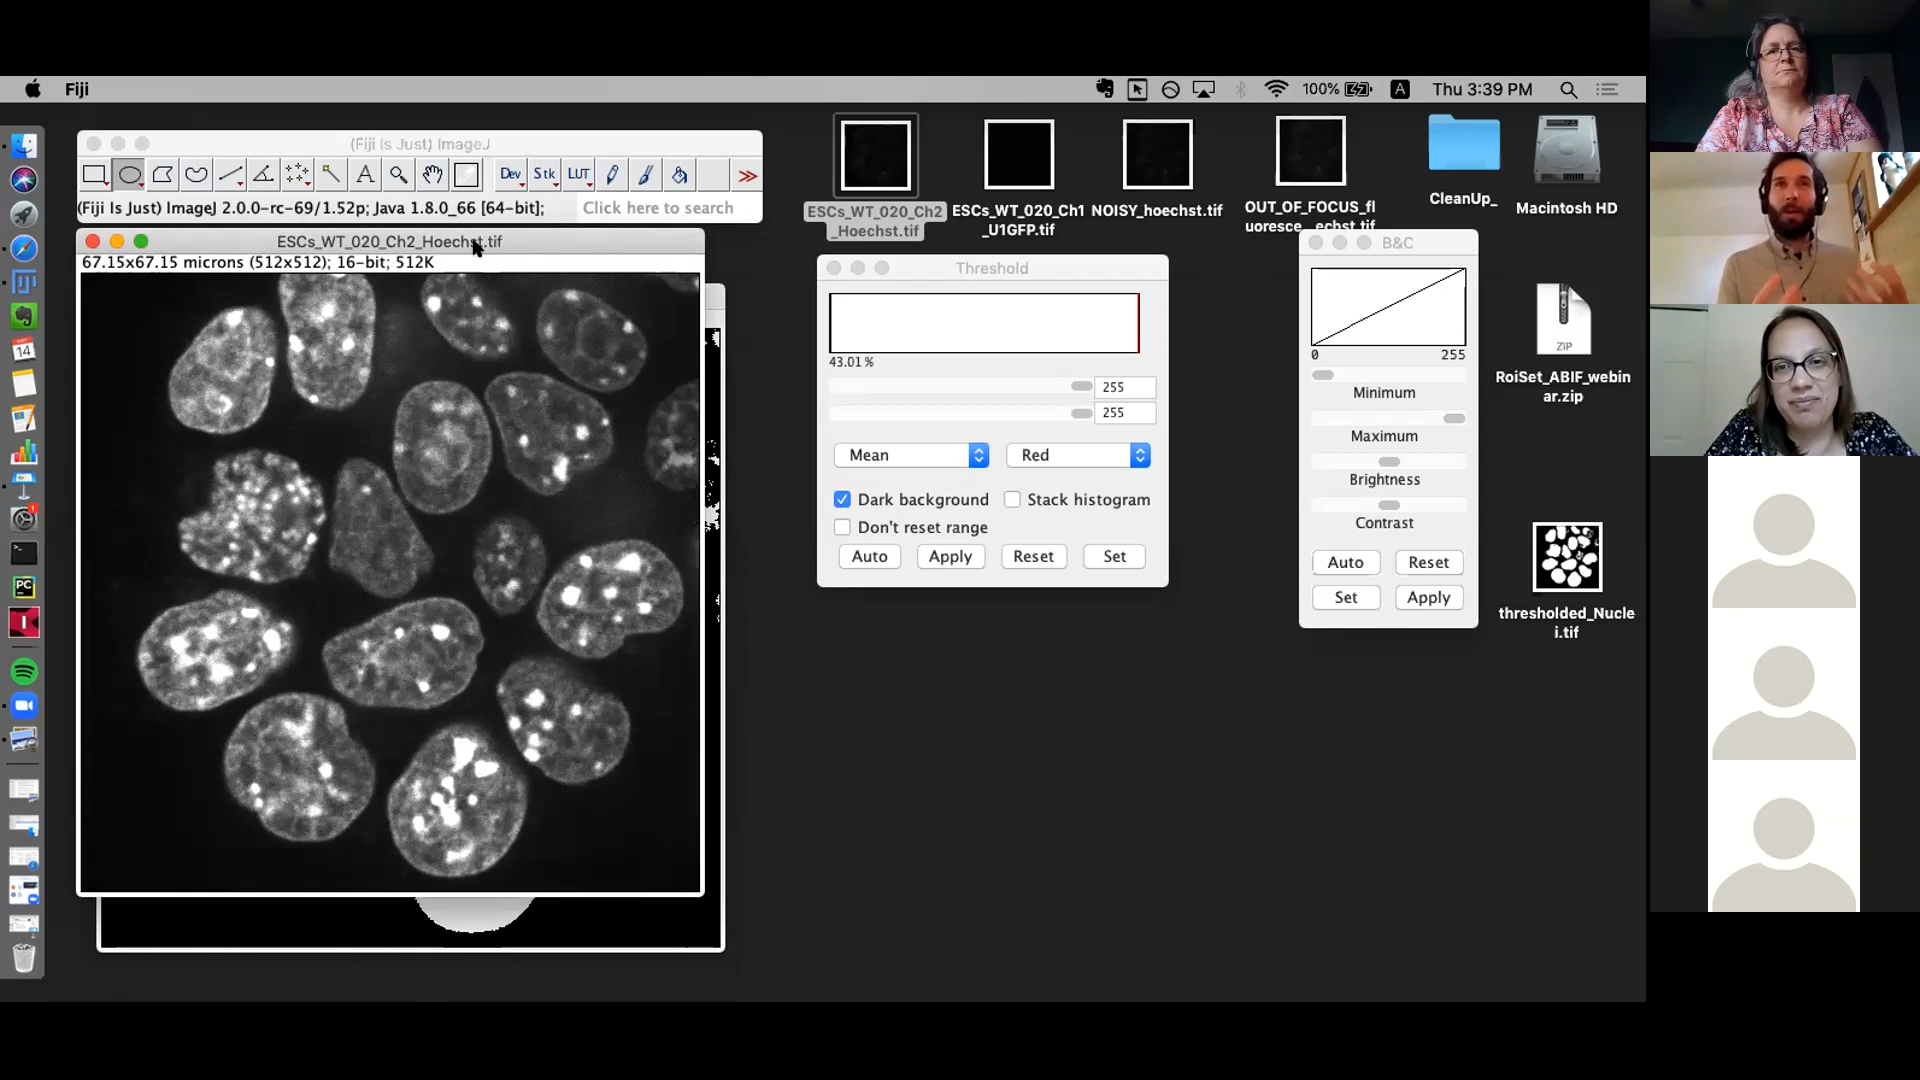 Fiji
100%
A
Thu 3:39 PM
(Fiji Is Just) ImageJ
A
Dev
Stk
LUT
>>
(Fiji Is Just) ImageJ 2.0.0-rc-69/1.52p; Java 1.8.0_66 [64-bit];
Click here to search
ESCs_WT_020_Ch2_Hoechst.tif
67.15x67.15 microns (512x512); 16-bit; 512K
ESCs_WT_020_Ch2
_Hoechst.tif
ESCs_WT_020_Ch1
_U1GFP.tif
NOISY_hoechst.tif
OUT_OF_FOCUS_fl
uoresce_
CleanUp_
Macintosh HD
Threshold
43.01 %
255
255
Mean
Red
Dark background
Stack histogram
Don't reset range
Auto
Apply
Reset
Set
B&C
0
255
Minimum
Maximum
Brightness
Contrast
Auto
Reset
Set
Apply
ZIP
RoiSet_ABIF_webin
ar.zip
thresholded_Nucle
i.tif
14
PC